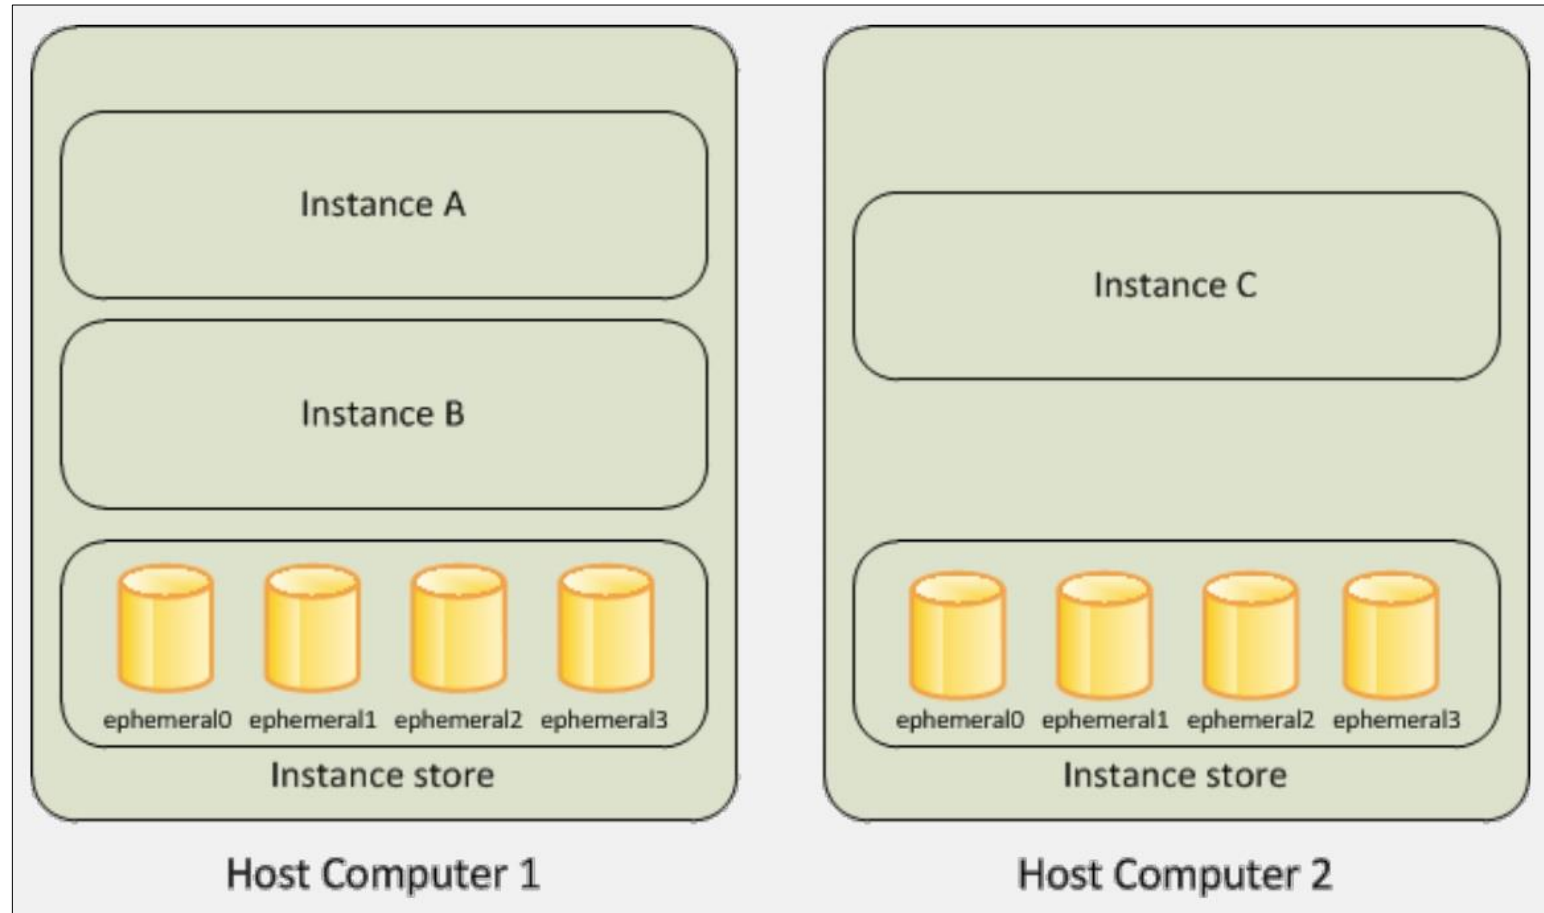 Instance A
Instance B
ephemeral0 ephemeral1 ephemeral2 ephemeral3
Instance store
Host Computer 1
Instance C
ephemeral0 ephemeral1 ephemeral2 ephemeral3
Instance store
Host Computer 2